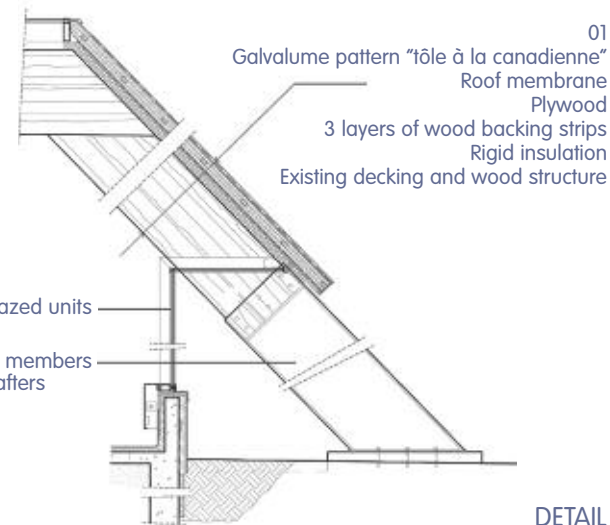 01
Galvalume pattern "tôle à la canadienne"
Roof membrane
Plywood
3 layers of wood backing strips
Rigid insulation
Existing decking and wood structure
members
DETAIL